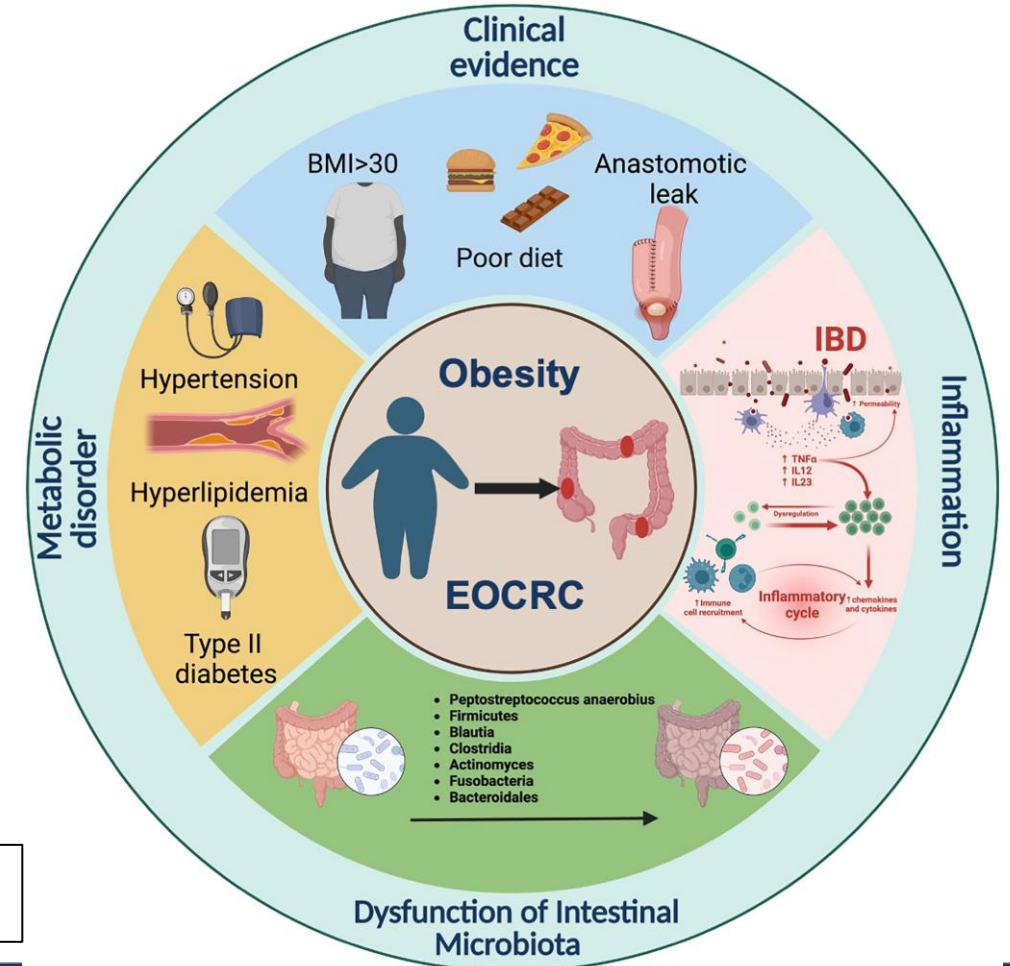 Clinical
evidence
BMI>30
Poor diet
Anastomotic
leak
Metabolic
disorder
Hypertension
Hyperlipidemia
Type II
diabetes
Obesity
EOCRC
Inflammation
IBD
↑ Permeability
↑ TNFα
↑ IL12
↑ IL23
Dysregulation
↑ Immune
cell recruitment
Inflammatory
cycle
↑ chemokines
and cytokines
• Peptostreptococcus anaerobius
• Firmicutes
• Blautia
• Clostridia
• Actinomyces
• Fusobacteria
• Bacteroidales
Dysfunction of Intestinal
Microbiota